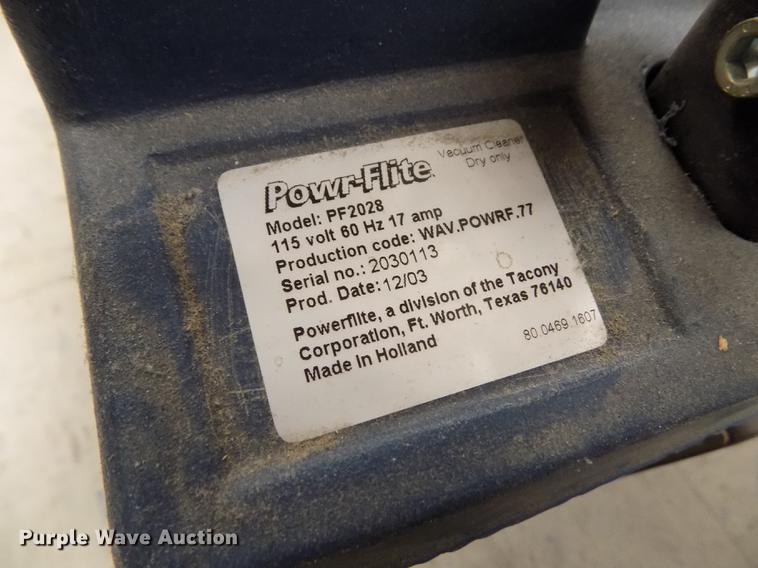 Powr-Flite
Vacuum Cleaner
Dry only
Model: PF2028
115 volt 60 Hz 17 amp
Production code: WAV.POWRF.77
Serial no.: 2030113
Prod. Date: 12/03
Powerflite, a division of the Tacony
Corporation, Ft. Worth, Texas 76140
Made in Holland
80.0469.1607
Purple Wave Auction